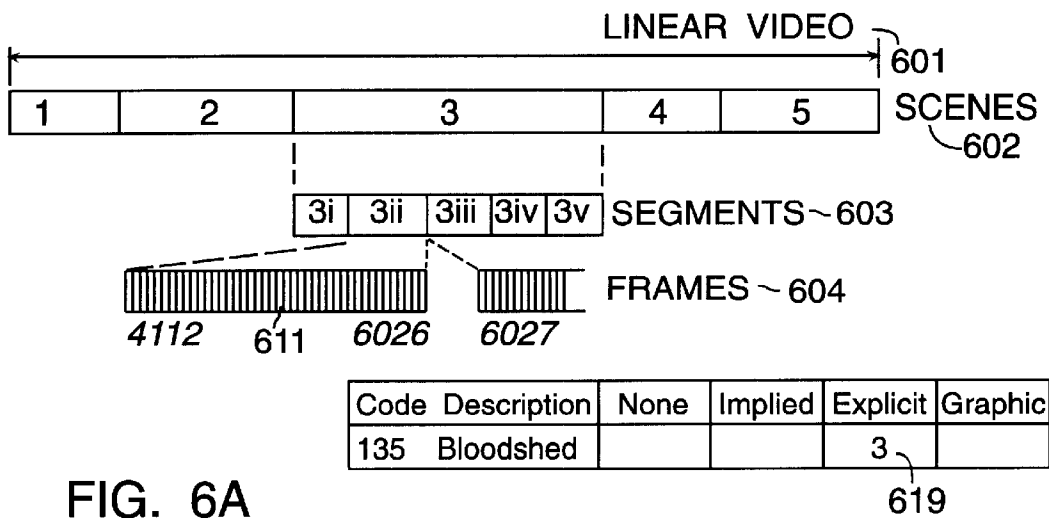 LINEAR VIDEO 601
1 2 3 4 5 SCENES 602
3i 3ii 3iii 3iv 3v SEGMENTS ~ 603
FRAMES ~ 604
4112 611 6026 6027
Code Description None Implied Explicit Graphic
135 Bloodshed 3
619
FIG. 6A